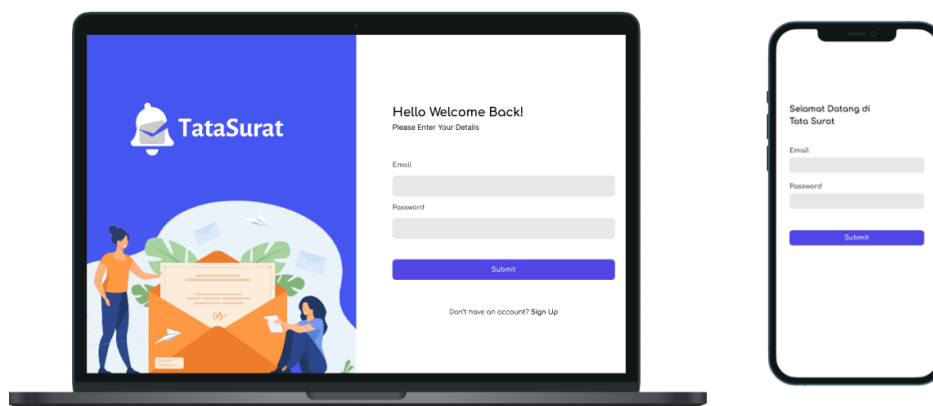 TataSurat
Hello Welcome Back!
Please Enter Your Details
Email
Password
Submit
Don't have an account? Sign Up
Selamat Datang di
Tata Surat
Email
Password
Submit